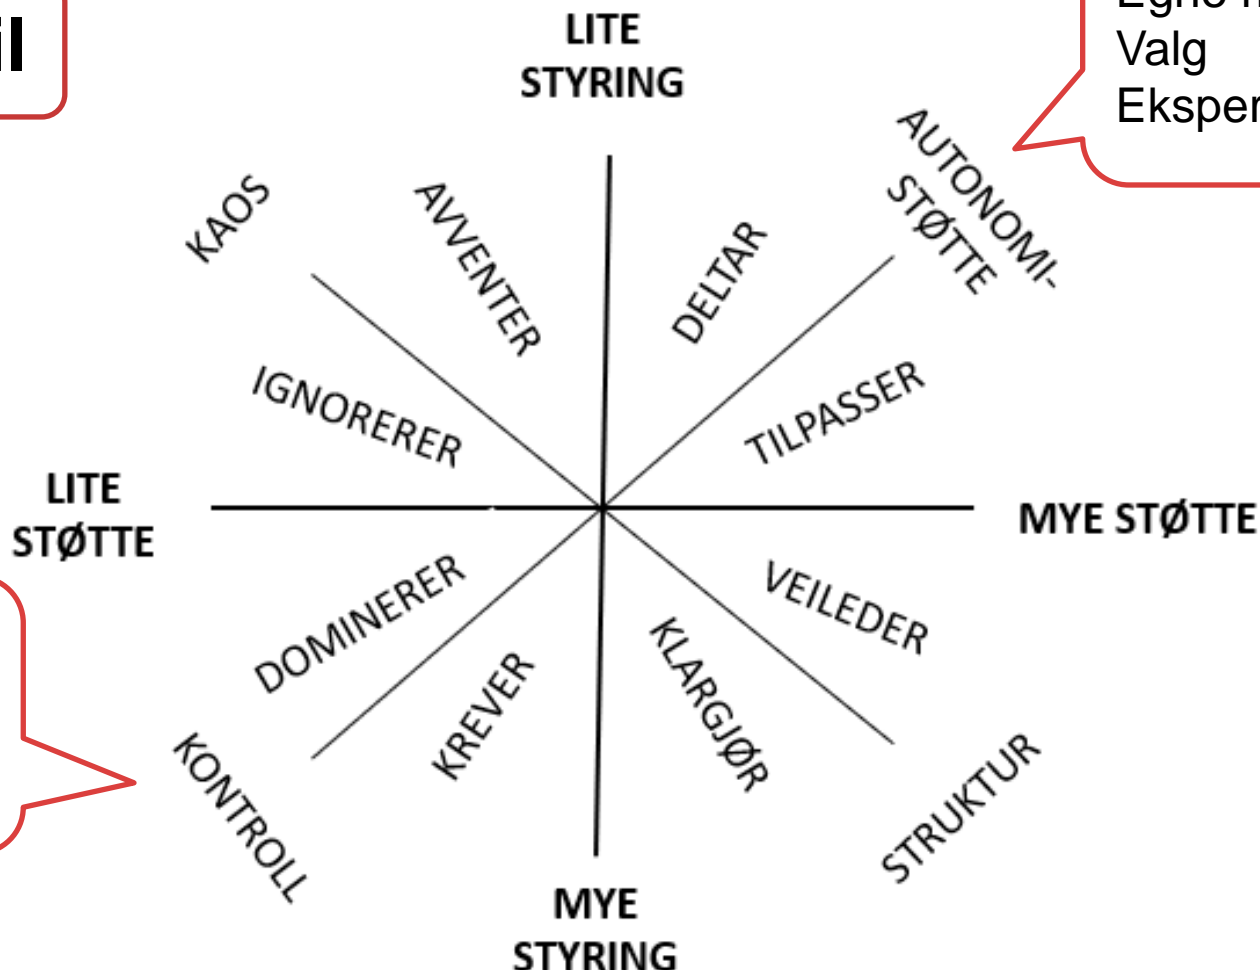 LITE
STYRING
Valg
KAOS
AVVENTER
DELTAR
AUTONOMI-
STØTTE
IGNORERER
TILPASSER
LITE
STØTTE
MYE STØTTE
DOMINERER
VEILEDER
KREVER
KLARGJØR
KONTROLL
STRUKTUR
MYE
STYRING